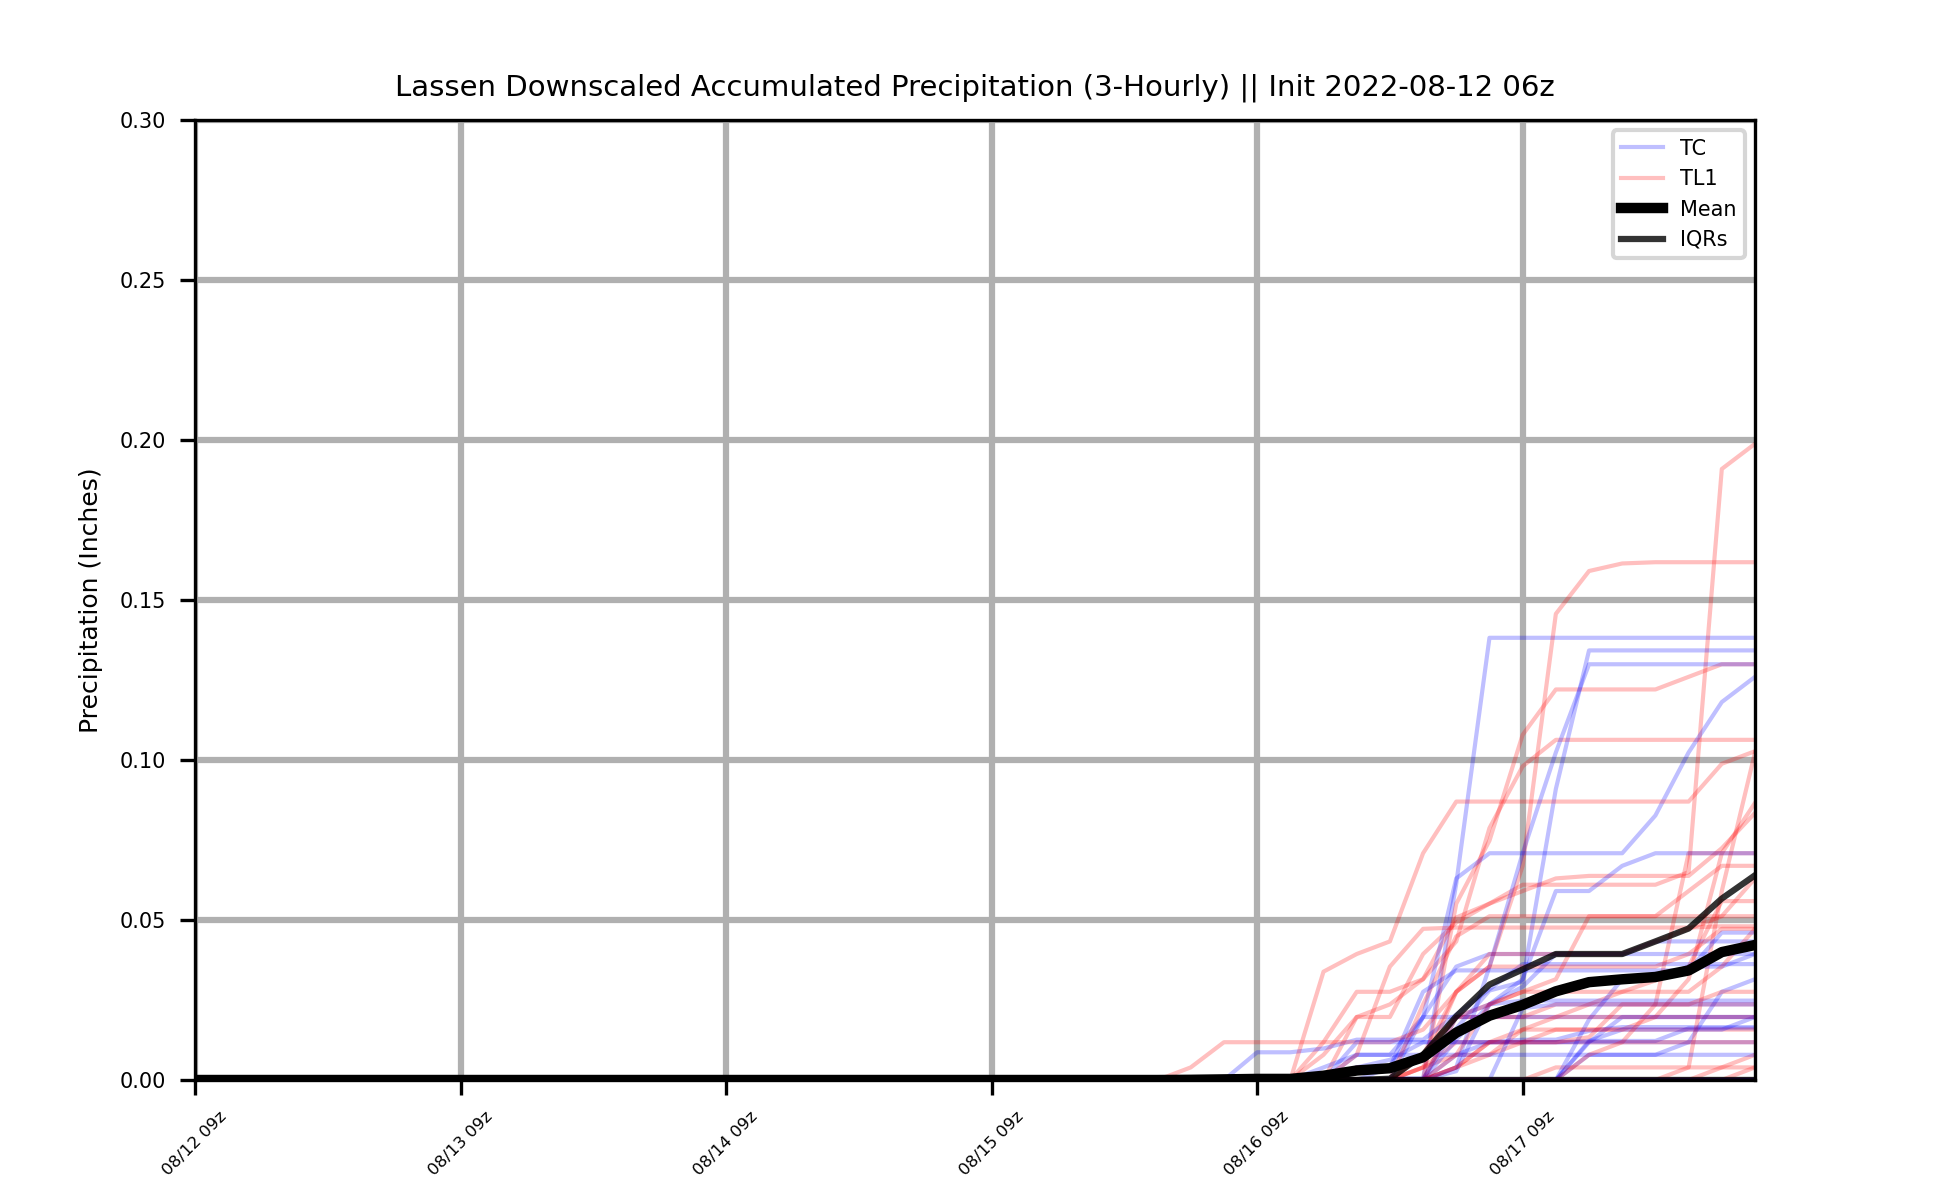 Lassen Downscaled Accumulated Precipitation (3-Hourly) || Init 2022-08-12 06z
Precipitation (Inches)
0.30
0.25
0.20
0.15
0.10
0.05
0.00
TC
TL1
Mean
IQRs
08/12 09z
08/13 09z
08/14 09z
08/15 09z
08/16 09z
08/17 09z